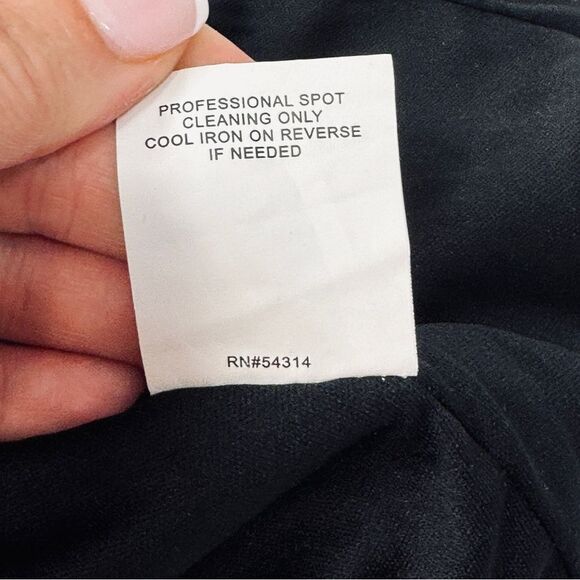 PROFESSIONAL SPOT
CLEANING ONLY
COOL IRON ON REVERSE
IF NEEDED
RN#54314